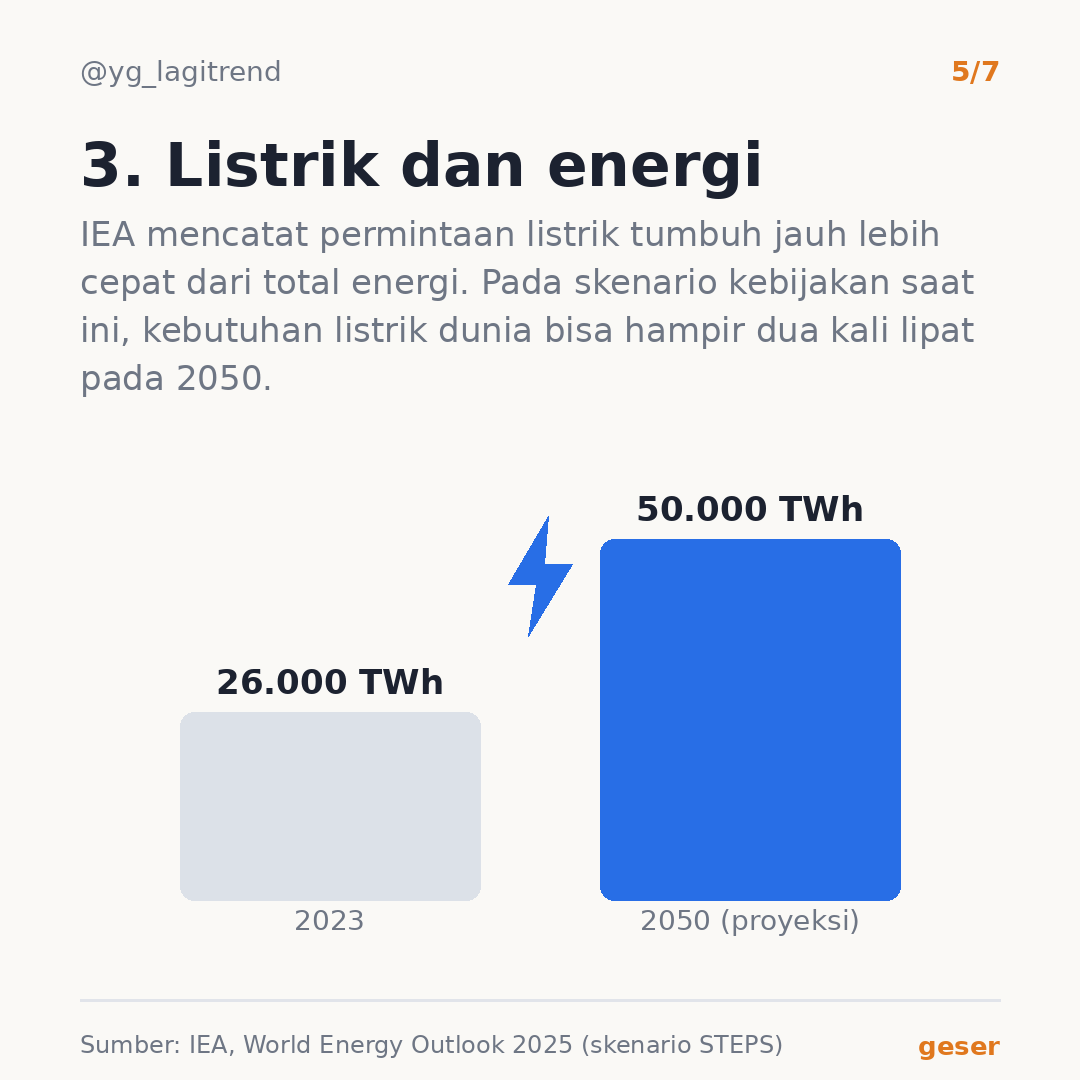 @yg_lagitrend
5/7
3. Listrik dan energi
IEA mencatat permintaan listrik tumbuh jauh lebih
cepat dari total energi. Pada skenario kebijakan saat
ini, kebutuhan listrik dunia bisa hampir dua kali lipat
pada 2050.
50.000 TWh
26.000 TWh
2023
2050 (proyeksi)
Sumber: IEA, World Energy Outlook 2025 (skenario STEPS)
geser